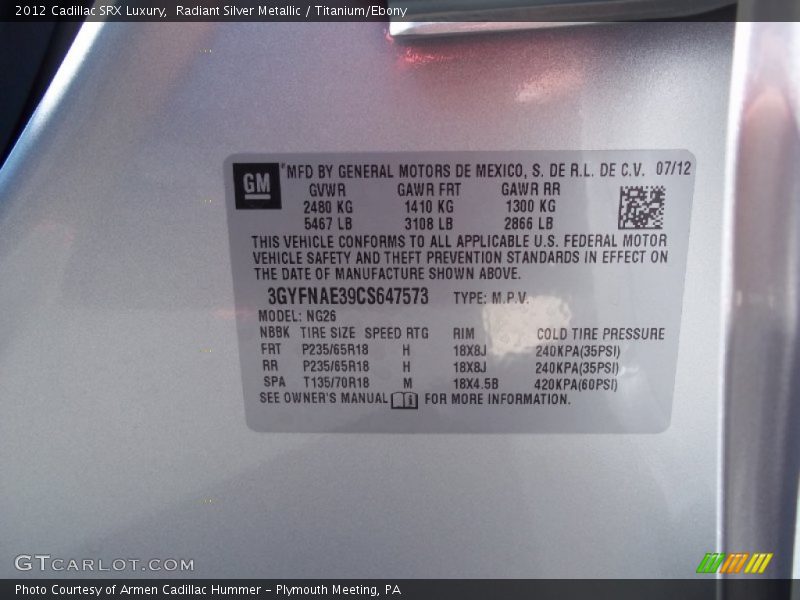 2012 Cadillac SRX Luxury,  Radiant Silver Metallic / Titanium/Ebony
GM ® MFD BY GENERAL MOTORS DE MEXICO, S. DE R.L. DE C.V. 07/12
GVWR GAWR FRT GAWR RR
2480 KG 1410 KG 1300 KG
5467 LB 3108 LB 2866 LB
THIS VEHICLE CONFORMS TO ALL APPLICABLE U.S. FEDERAL MOTOR
VEHICLE SAFETY AND THEFT PREVENTION STANDARDS IN EFFECT ON
THE DATE OF MANUFACTURE SHOWN ABOVE.
3GYFNAE39CS647573 TYPE: M.P.V.
MODEL: NG26
NBBK TIRE SIZE SPEED RTG RIM COLD TIRE PRESSURE
FRT P235/65R18 H 18X8J 240KPA(35PSI)
RR P235/65R18 H 18X8J 240KPA(35PSI)
SPA T135/70R18 M 18X4.5B 420KPA(60PSI)
SEE OWNER'S MANUAL FOR MORE INFORMATION.
GTCARLOT.COM
Photo Courtesy of Armen Cadillac Hummer - Plymouth Meeting, PA